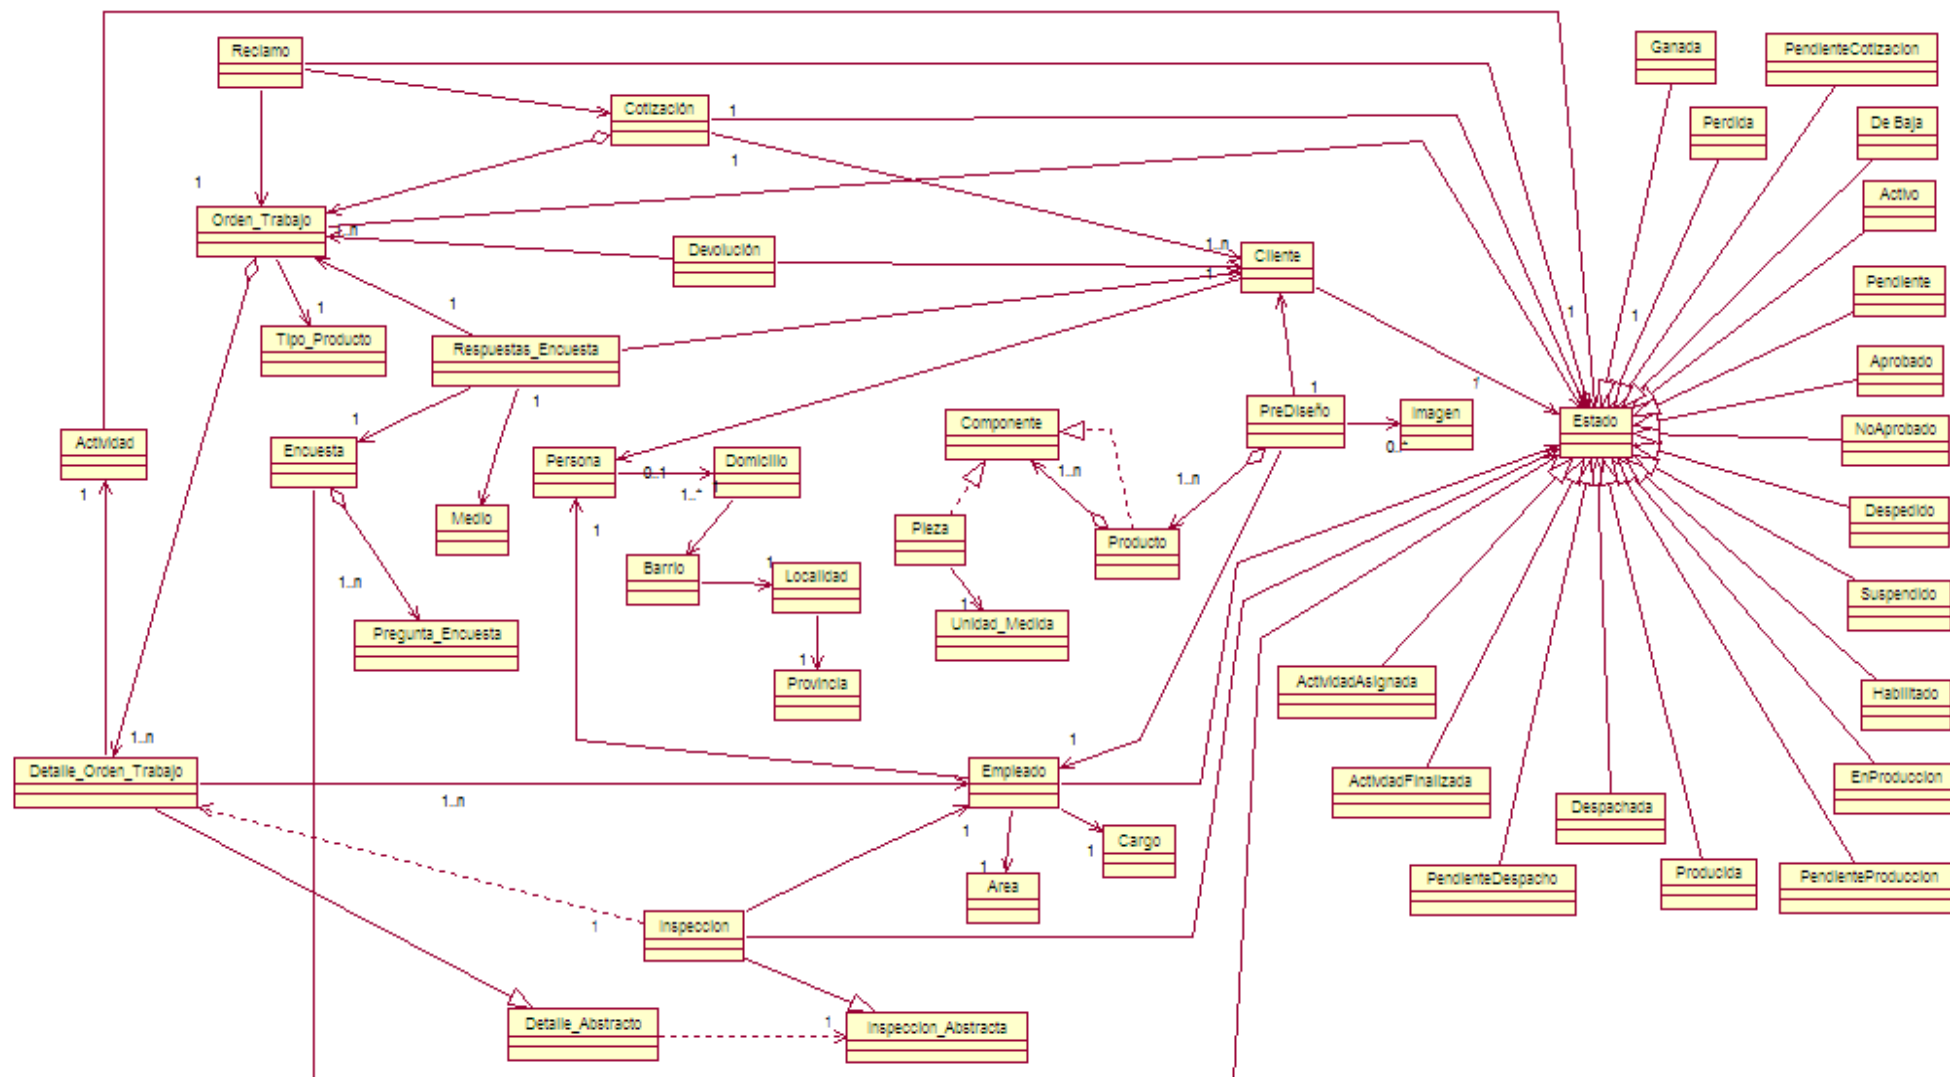 Reclamo
Ganada
PendienteCotizacion
Cotización
1
Perdida
De Baja
1
1
Activo
Orden_Trabajo
1..n
Devolución
1..n
Cliente
1
Pendiente
1
1
1
1
Tipo_Producto
Respuestas_Encuesta
Aprobado
1
1
1
PreDiseño
Imagen
0..*
Estado
Componente
1
NoAprobado
Actividad
Encuesta
Persona
0..1
Domicilio
1..*
1
1..n
1..n
1
Medio
1
Pieza
Producto
Despedido
Barrio
1
Localidad
1..n
Suspendido
1
Unidad_Medida
Pregunta_Encuesta
1
Provincia
ActividadAsignada
Habilitado
1..n
1
Detalle_Orden_Trabajo
Empleado
ActividadFinalizada
EnProduccion
1..n
Despachada
1
Cargo
1
1
Area
PendienteDespacho
Producida
PendienteProduccion
1
Inspeccion
Detalle_Abstracto
1
Inspeccion_Abstracta